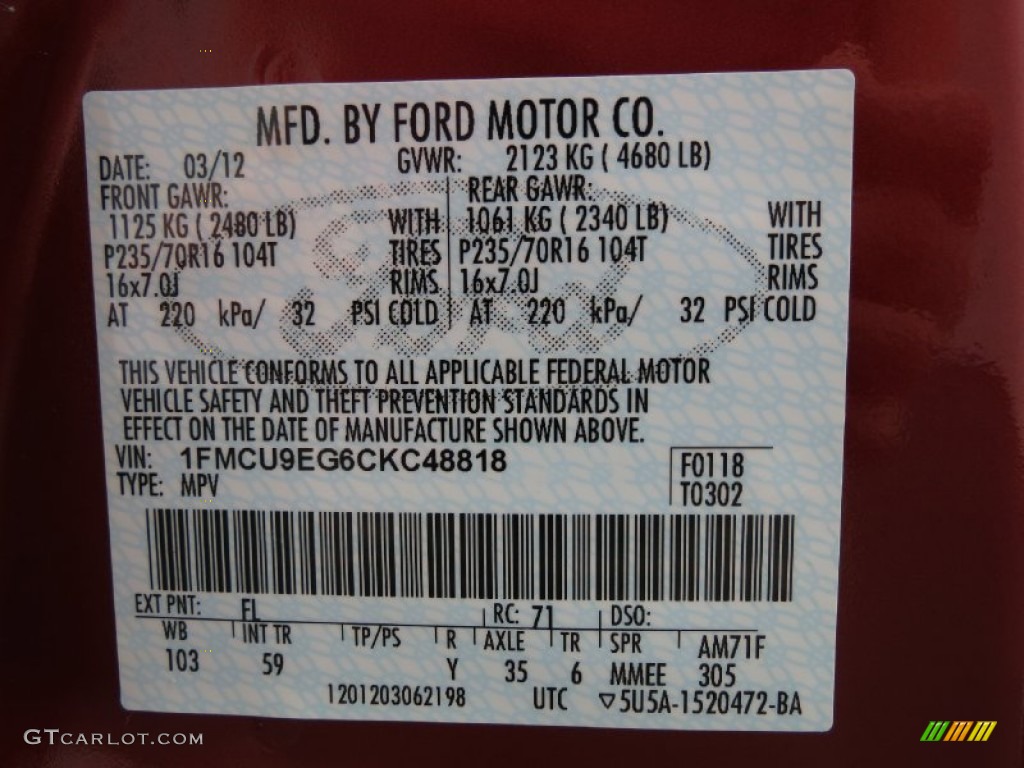 MFD. BY FORD MOTOR CO.
DATE: 03/12 GVWR: 2123 KG ( 4680 LB)
FRONT GAWR: REAR GAWR:
1125 KG ( 2480 LB) WITH 1061 KG ( 2340 LB) WITH
P235/70R16 104T TIRES P235/70R16 104T TIRES
16x7.0J RIMS 16x7.0J RIMS
AT 220 kPa/ 32 PSI COLD AT 220 kPa/ 32 PSI COLD
Ford
THIS VEHICLE CONFORMS TO ALL APPLICABLE FEDERAL MOTOR
VEHICLE SAFETY AND THEFT PREVENTION STANDARDS IN
EFFECT ON THE DATE OF MANUFACTURE SHOWN ABOVE.
VIN: 1FMCU9EG6CKC48818 F0118
TYPE: MPV T0302
EXT PNT: FL RC: 71 DSO:
WB INT TR TP/PS R AXLE TR SPR AM71F
103 59 Y 35 6 MMEE 305
1201203062198 UTC ▽5U5A-1520472-BA
GTCARLOT.COM